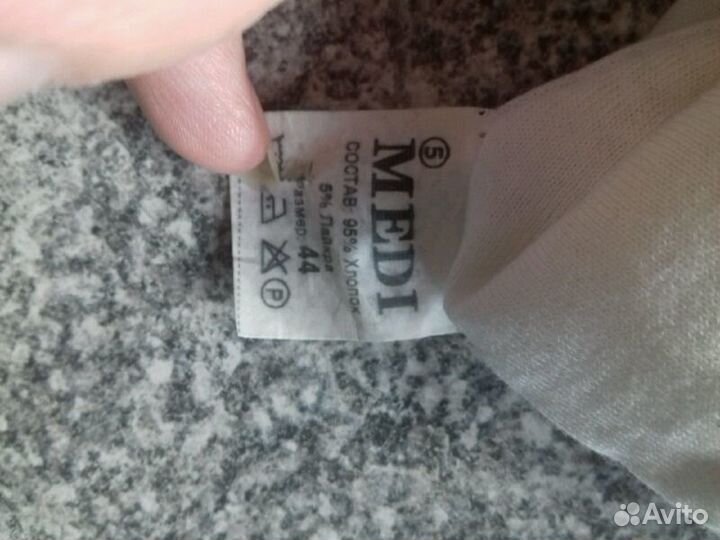 5
MEDI
СОСТАВ: 95% Хлопок
5% Лайкра
Размер: 44
P
Avito